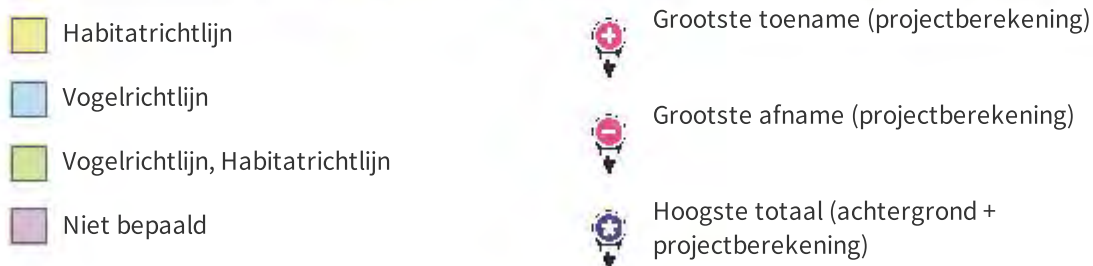 Habitatrichtlijn
Vogelrichtlijn
Vogelrichtlijn, Habitatrichtlijn
Niet bepaald
Grootste toename (projectberekening)
Grootste afname (projectberekening)
Hoogste totaal (achtergrond +
projectberekening)